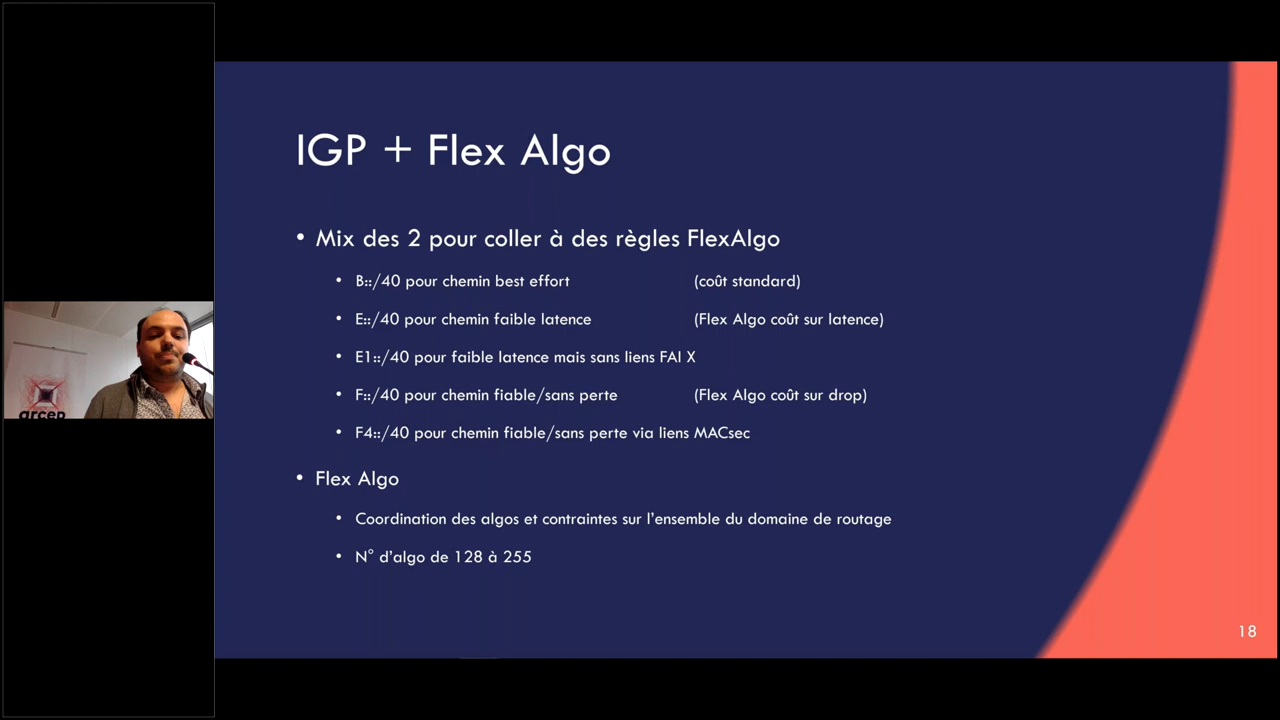 IGP + Flex Algo
• Mix des 2 pour coller à des règles FlexAlgo
• B::/40 pour chemin best effort (coût standard)
• E::/40 pour chemin faible latence (Flex Algo coût sur latence)
• E1::/40 pour faible latence mais sans liens FAI X
• F::/40 pour chemin fiable/sans perte (Flex Algo coût sur drop)
• F4::/40 pour chemin fiable/sans perte via liens MACsec
• Flex Algo
• Coordination des algos et contraintes sur l’ensemble du domaine de routage
• N° d’algo de 128 à 255
18
arcep